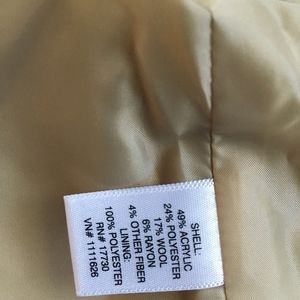 SHELL:
49% ACRYLIC
24% POLYESTER
17% WOOL
6% RAYON
4% OTHER FIBER
LINING:
100% POLYESTER
RN# 17730
VN# 1111626